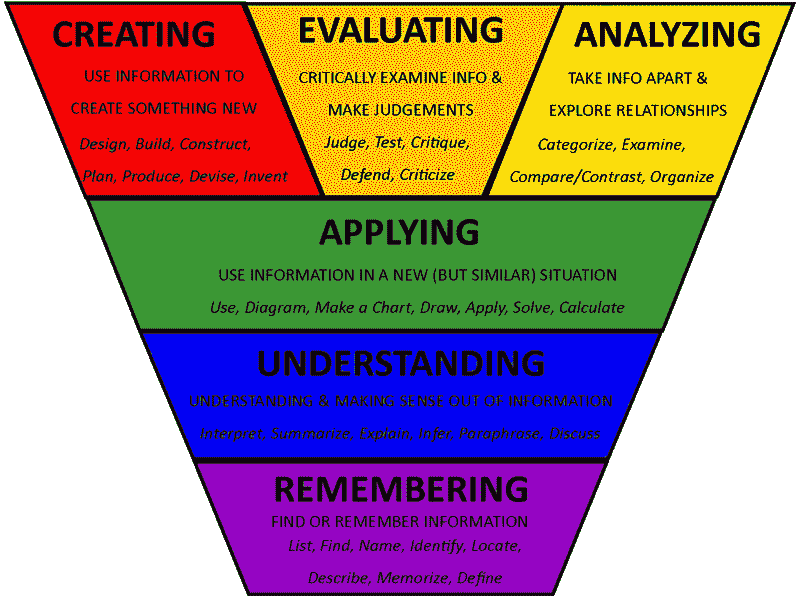 CREATING
USE INFORMATION TO
CREATE SOMETHING NEW
Design, Build, Construct,
Plan, Produce, Devise, Invent
EVALUATING
CRITICALLY EXAMINE INFO &
MAKE JUDGEMENTS
Judge, Test, Critique,
Defend, Criticize
ANALYZING
TAKE INFO APART &
EXPLORE RELATIONSHIPS
Categorize, Examine,
Compare/Contrast, Organize
APPLYING
USE INFORMATION IN A NEW (BUT SIMILAR) SITUATION
Use, Diagram, Make a Chart, Draw, Apply, Solve, Calculate
UNDERSTANDING
UNDERSTANDING & MAKING SENSE OUT OF INFORMATION
Interpret, Summarize, Explain, Infer, Paraphrase, Discuss
REMEMBERING
FIND OR REMEMBER INFORMATION
List, Find, Name, Identify, Locate,
Describe, Memorize, Define